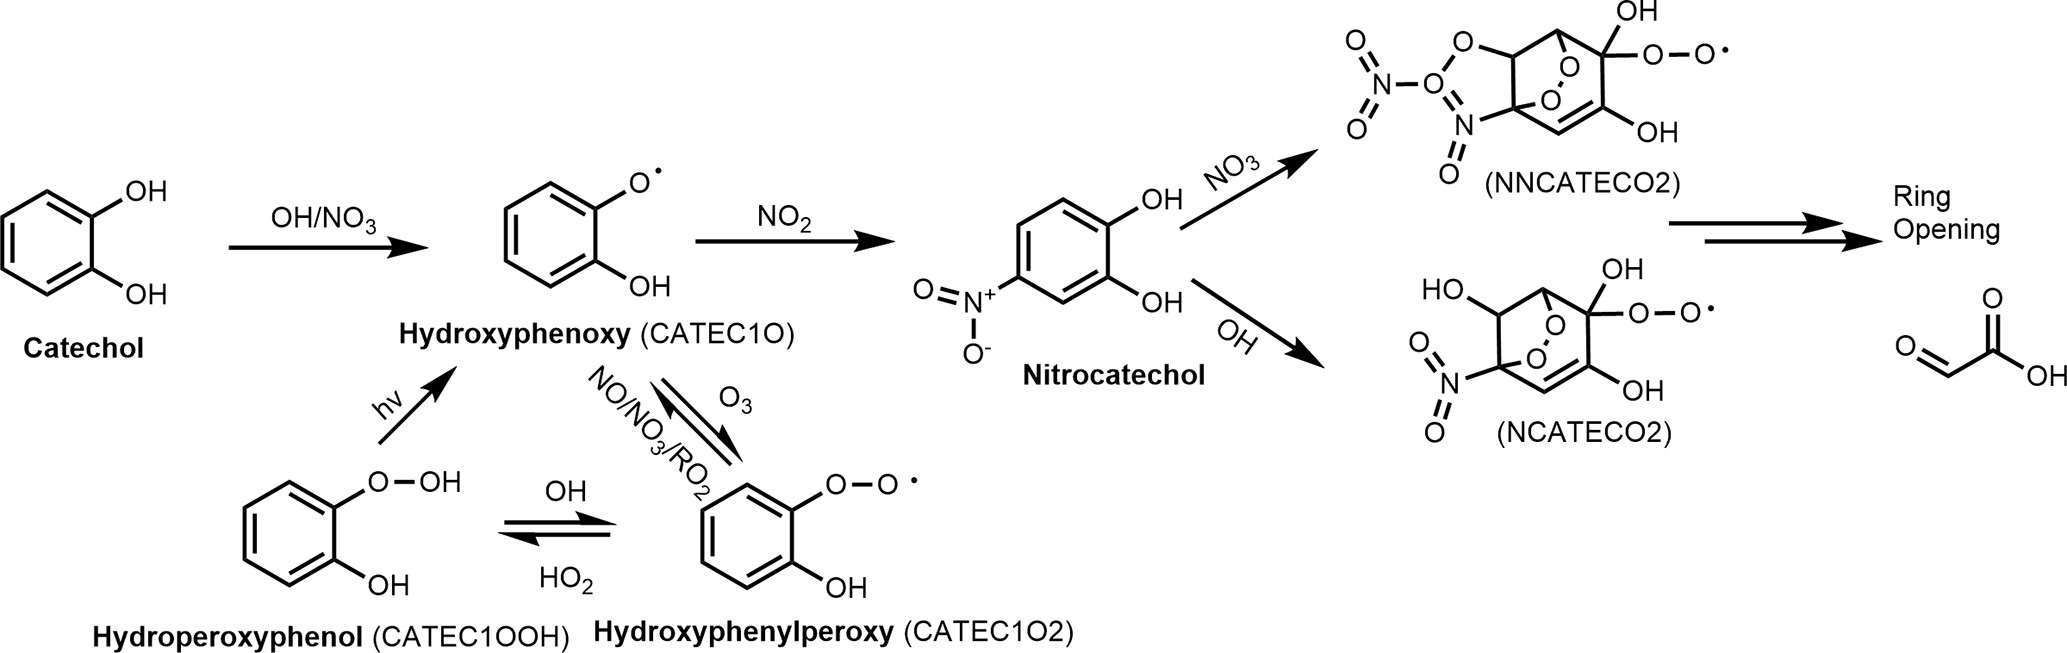 OH
OH
Catechol
OH/NO₃
O•
OH
Hydroxyphenoxy (CATEC1O)
NO₂
OH
OH
O
N⁺
O⁻
Nitrocatechol
NO₃
OH
O
N
O
O
O
N
O
O
O
OH
O
O•
OH
(NNCATECO2)
HO
OH
O
O•
O
O
O
N
O
OH
(NCATECO2)
Ring
Opening
O
O
OH
hν
NO/NO₃/RO₂
O₃
O
OH
OH
Hydroperoxyphenol (CATEC1OOH)
OH
HO₂
O
O•
OH
Hydroxyphenylperoxy (CATEC1O2)